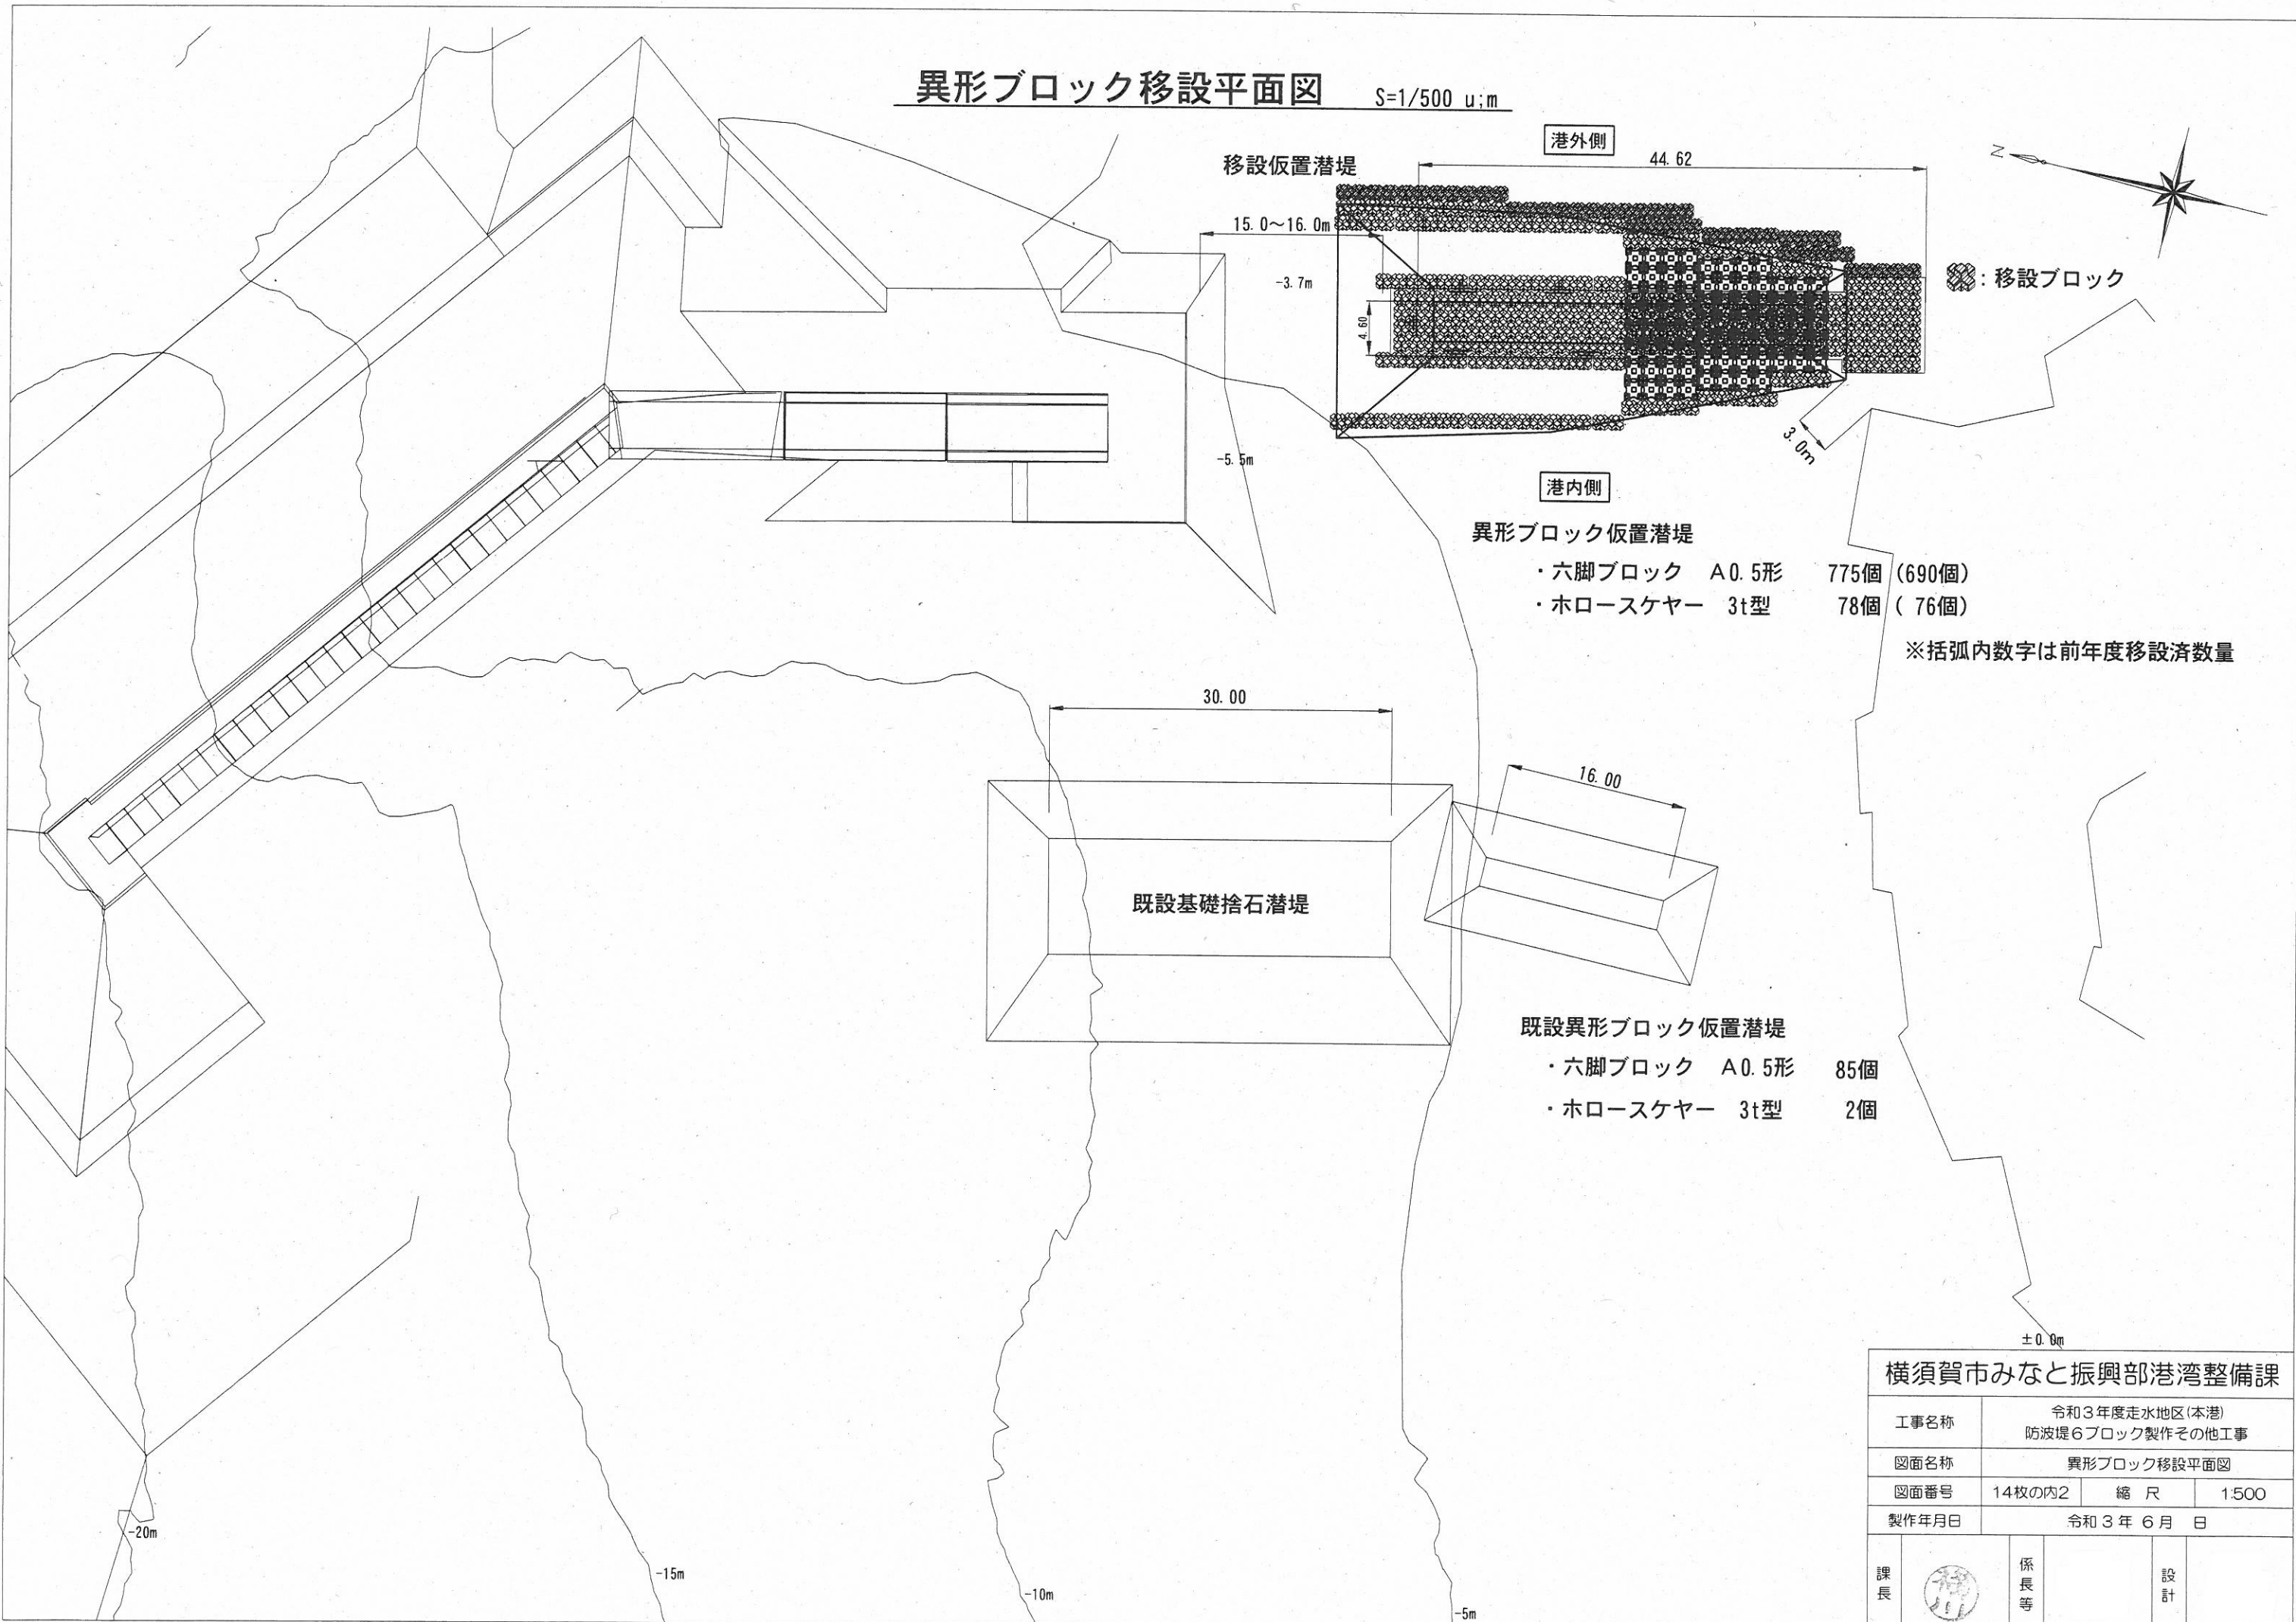 異形ブロック移設平面図 S=1/500 u;m
港外側
44.62
移設仮置潜堤
15.0～16.0m
-3.7m
4.60
N
：移設ブロック
3.0m
-5.5m
港内側
異形ブロック仮置潜堤
・六脚ブロック A0.5形 775個 (690個)
・ホロースケヤー 3t型 78個 ( 76個)
※括弧内数字は前年度移設済数量
30.00
16.00
既設基礎捨石潜堤
既設異形ブロック仮置潜堤
・六脚ブロック A0.5形 85個
・ホロースケヤー 3t型 2個
±0.0m
-20m
-15m
-10m
-5m
横須賀市みなと振興部港湾整備課
工事名称 令和3年度走水地区(本港)
防波堤6ブロック製作その他工事
図面名称 異形ブロック移設平面図
図面番号 14枚の内2 縮尺 1:500
製作年月日 令和3年6月 日
課長 係長等 設計